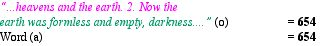 "...heavens and the earth. 2. Now the
earth was formless and empty, darkness...." (o) = 654
Word (a) = 654